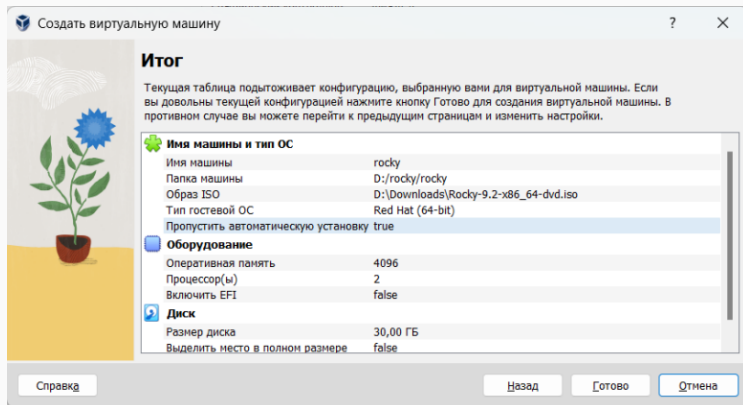 Создать виртуальную машину
?
Итог
Текущая таблица подытоживает конфигурацию, выбранную вами для виртуальной машины. Если
вы довольны текущей конфигурацией нажмите кнопку Готово для создания виртуальной машины. В
противном случае вы можете перейти к предыдущим страницам и изменить настройки.
Имя машины и тип ОС
Имя машины rocky
Папка машины D:/rocky/rocky
Образ ISO D:\Downloads\Rocky-9.2-x86_64-dvd.iso
Тип гостевой ОС Red Hat (64-bit)
Пропустить автоматическую установку true
Оборудование
Оперативная память 4096
Процессор(ы) 2
Включить EFI false
Диск
Размер диска 30,00 ГБ
Выделить место в полном размере false
Справка Назад Готово Отмена